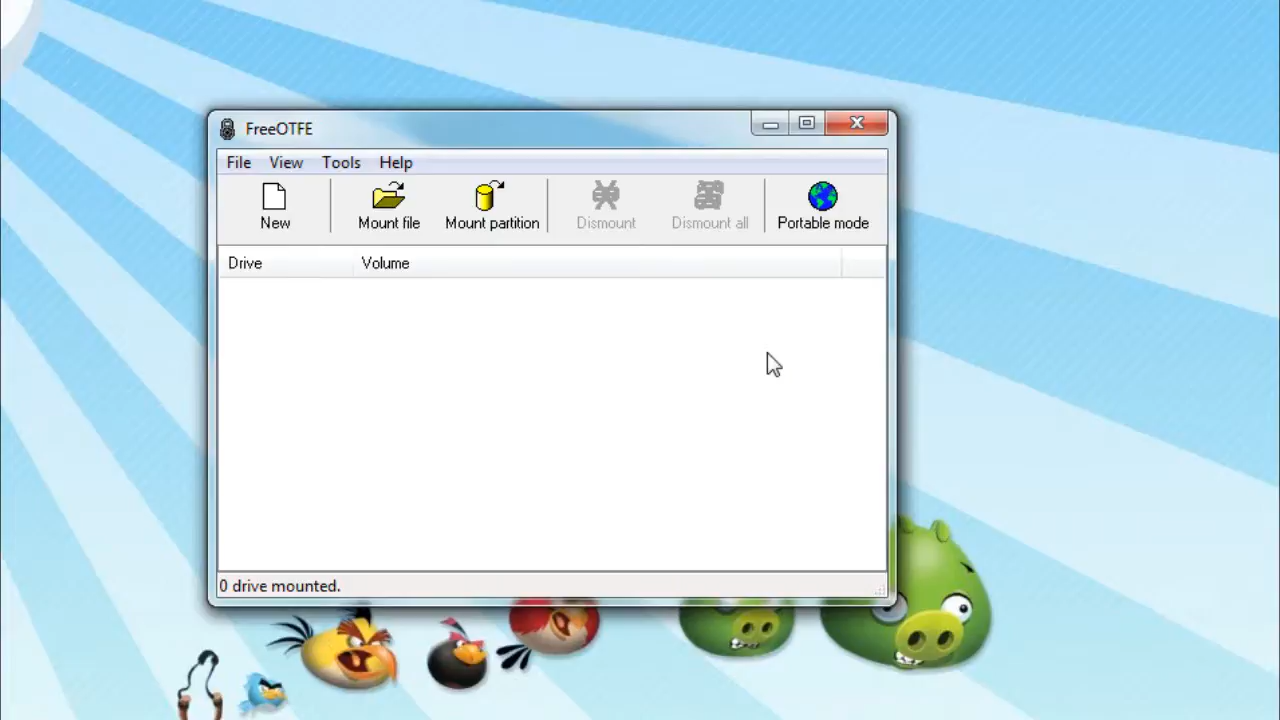 FreeOTFE
File View Tools Help
New Mount file Mount partition Dismount Dismount all Portable mode
Drive Volume
0 drive mounted.